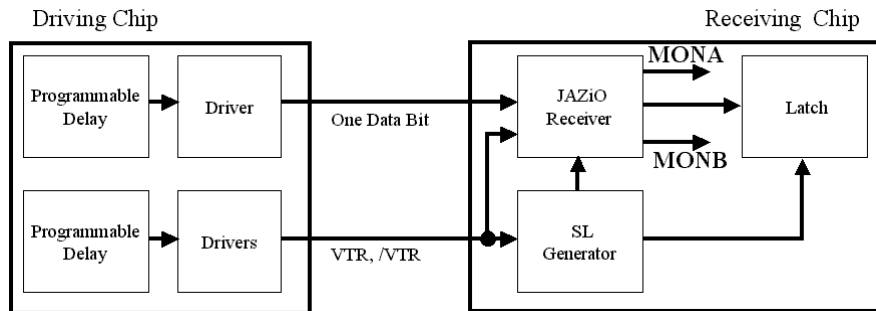 Driving Chip
Receiving Chip
Programmable
Delay
Driver
One Data Bit
JAZiO
Receiver
MONA
MONB
Latch
Programmable
Delay
Drivers
VTR, /VTR
SL
Generator